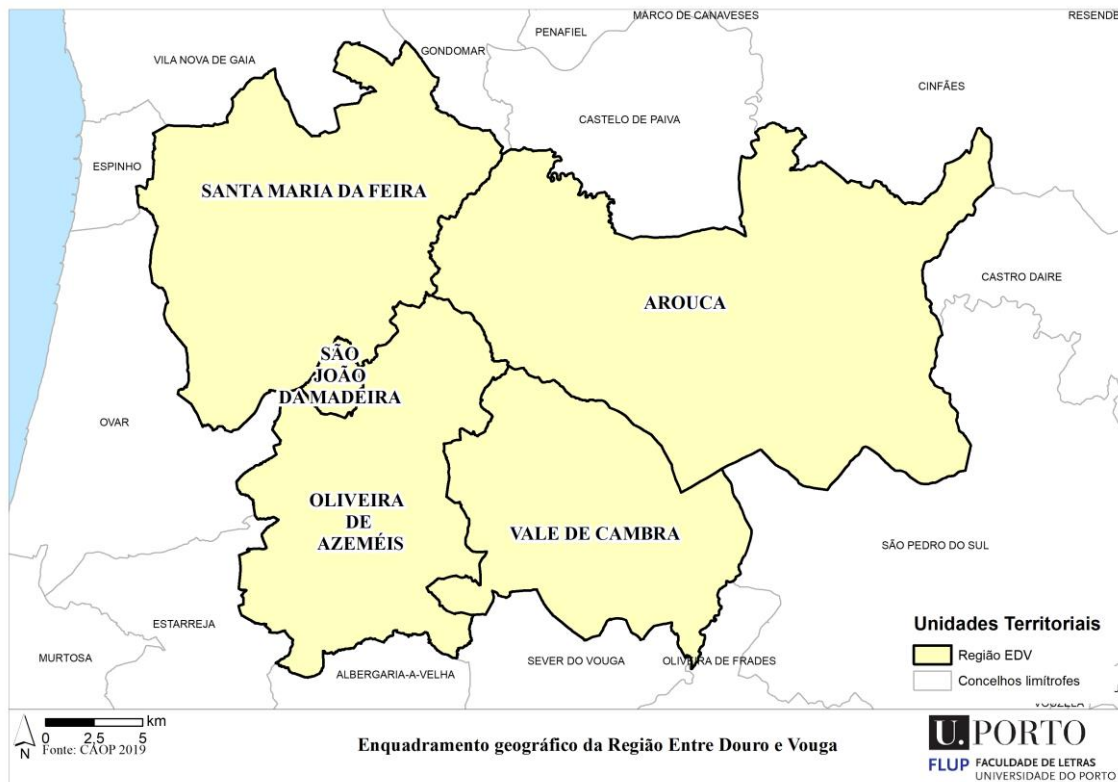 MARCO DE CANAVESES
RESENDE
PENAFIEL
GONDOMAR
VILA NOVA DE GAIA
CINFÃES
CASTELO DE PAIVA
ESPINHO
SANTA MARIA DA FEIRA
CASTRO DAIRE
AROUCA
SÃO
JOÃO
DA MADEIRA
OVAR
OLIVEIRA
DE
AZEMÉIS
VALE DE CAMBRA
SÃO PEDRO DO SUL
ESTARREJA
MURTOSA
ALBERGARIA-A-VELHA
SEVER DO VOUGA
OLIVEIRA DE FRADES
Unidades Territoriais
Região EDV
Concelhos limítrofes
VOUZELA
N
0 2,5 5 km
Fonte: CAOP 2019
Enquadramento geográfico da Região Entre Douro e Vouga
U. PORTO
FLUP FACULDADE DE LETRAS
UNIVERSIDADE DO PORTO